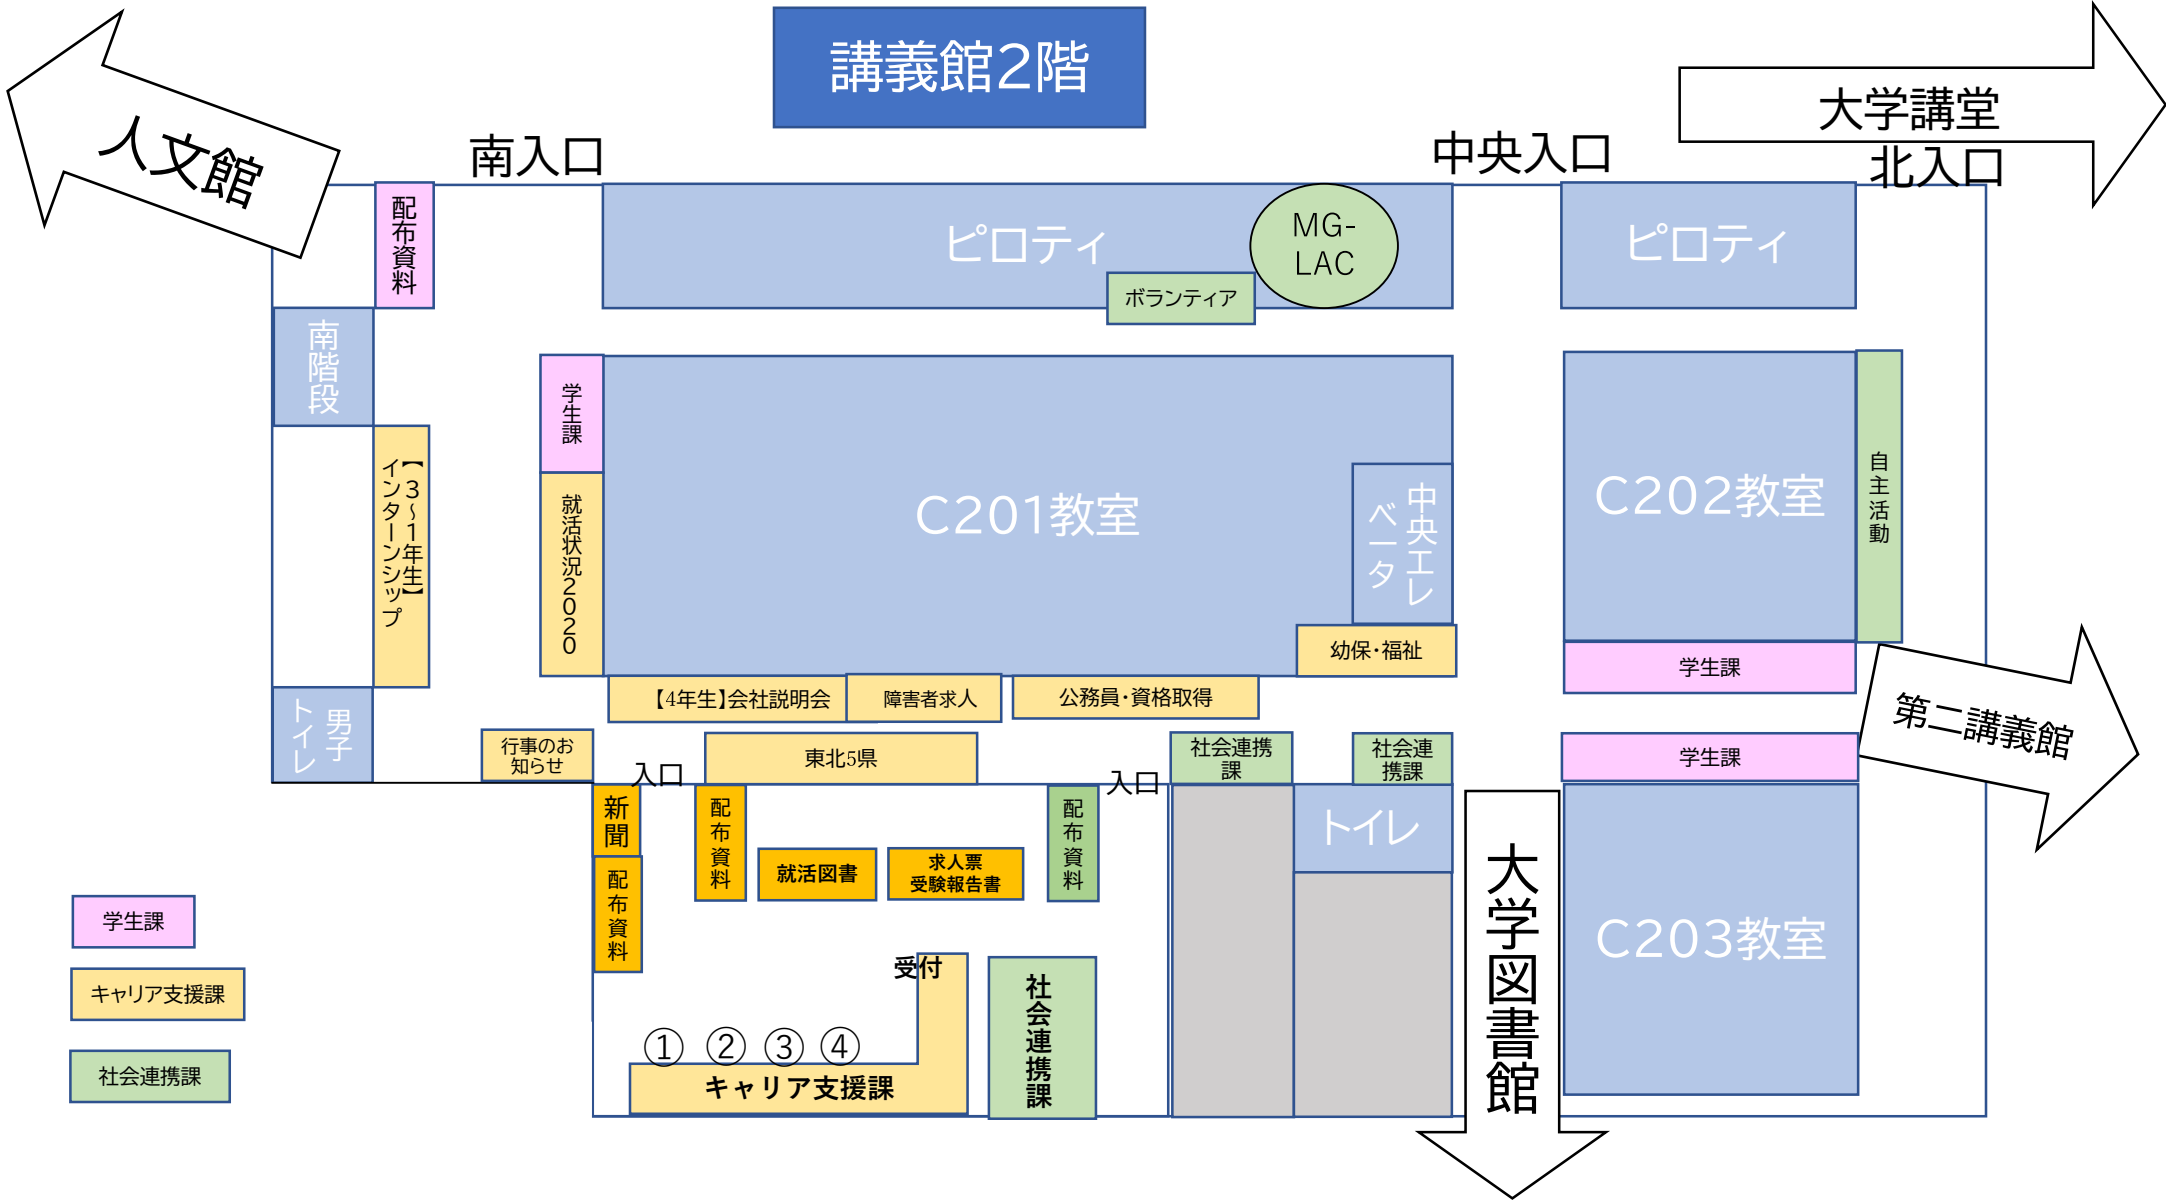 講義館２階
人文館
大学講堂
南入口
中央入口
北入口
配布資料
ピロティ
MG-
LAC
ピロティ
ボランティア
南階段
学生課
C201教室
C202教室
自主活動
【３～１年生】
インターンシップ
就活状況２０２０
中央エレ
ベータ
幼保・福祉
学生課
【4年生】会社説明会
障害者求人
公務員・資格取得
第二講義館
男子
トイレ
行事のお
知らせ
入口
東北5県
入口
社会連携
課
社会連
携課
学生課
新聞
配布資料
配布資料
就活図書
求人票
受験報告書
配布資料
トイレ
大学図書館
C203教室
学生課
キャリア支援課
社会連携課
受付
①
②
③
④
キャリア支援課
社会連携課